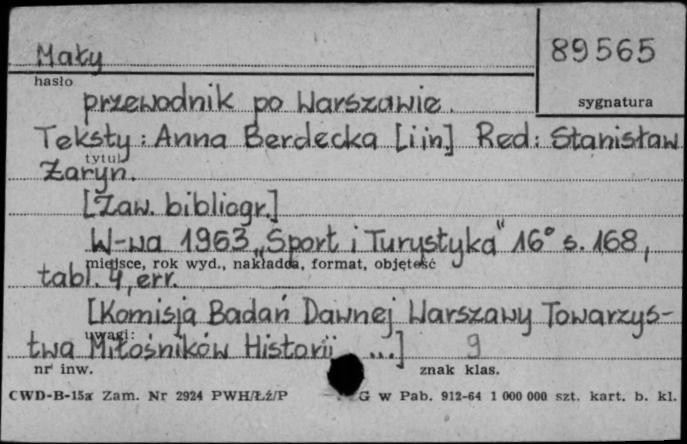 Mały
89565
hasło
przewodnik po Warszawie.
sygnatura
Teksty: Anna Berdecka [i in.] Red: Stanisław
tytuł
Żaryn.
[Zaw. bibliogr.]
W-wa 1963 „Sport i Turystyka" 16° s. 168,
miejsce, rok wyd., nakładca, format, objętość
tabl. 4, err.
[Komisja Badań Dawnej Warszawy Towarzys-
uwagi:
twa Miłośników Historii ...] 9
nr inw.
znak klas.
CWD-B-15a Zam. Nr 2924 PWH/Łź/P
G w Pab. 912-64 1 000 000 szt. kart. b. kl.